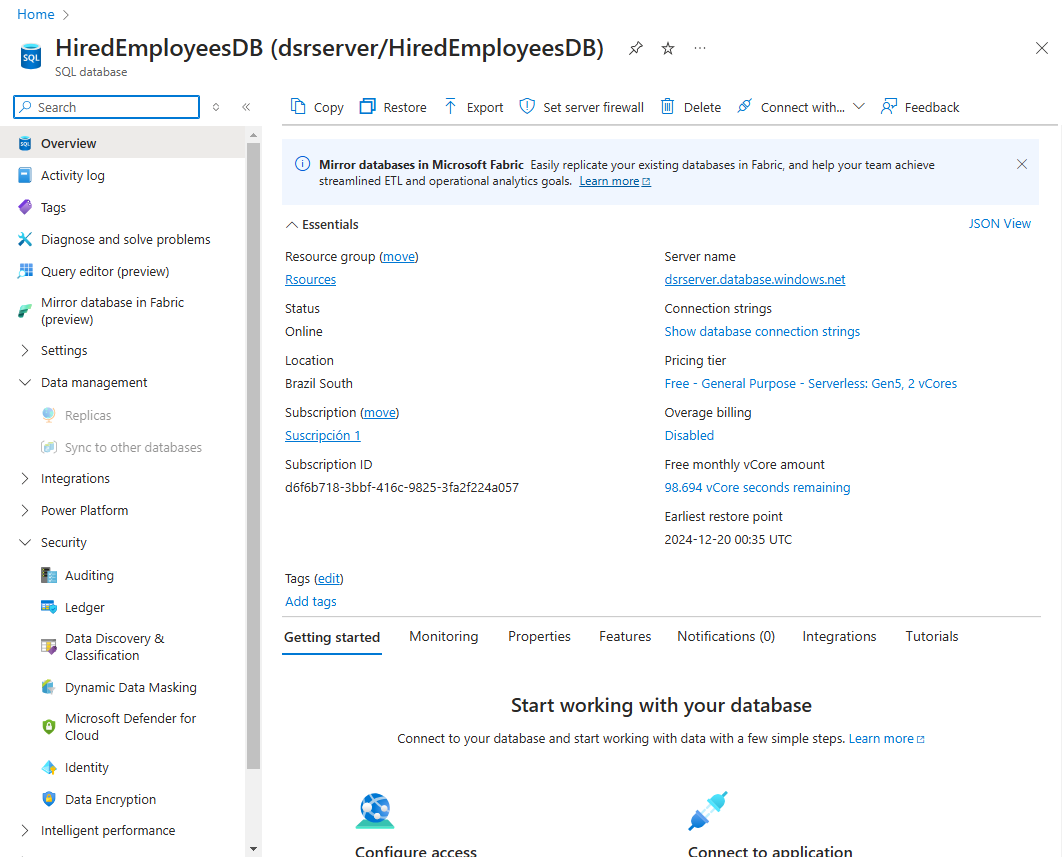 Home
HiredEmployeesDB (dsrserver/HiredEmployeesDB)
SQL
SQL database
Search
Copy
Restore
Export
Set server firewall
Delete
Connect with...
Feedback
Overview
Activity log
Tags
Diagnose and solve problems
Query editor (preview)
Mirror database in Fabric
(preview)
Settings
Data management
Replicas
Sync to other databases
Integrations
Power Platform
Security
Auditing
Ledger
Data Discovery &
Classification
Dynamic Data Masking
Microsoft Defender for
Cloud
Identity
Data Encryption
Intelligent performance
Mirror databases in Microsoft Fabric Easily replicate your existing databases in Fabric, and help your team achieve
streamlined ETL and operational analytics goals. Learn more
Essentials
JSON View
Resource group (move)
Rsources
Status
Online
Location
Brazil South
Subscription (move)
Suscripción 1
Subscription ID
d6f6b718-3bbf-416c-9825-3fa2f224a057
Server name
dsrserver.database.windows.net
Connection strings
Show database connection strings
Pricing tier
Free - General Purpose - Serverless: Gen5, 2 vCores
Overage billing
Disabled
Free monthly vCore amount
98.694 vCore seconds remaining
Earliest restore point
2024-12-20 00:35 UTC
Tags (edit)
Add tags
Getting started
Monitoring
Properties
Features
Notifications (0)
Integrations
Tutorials
Start working with your database
Connect to your database and start working with data with a few simple steps. Learn more
Configure access
Connect to application